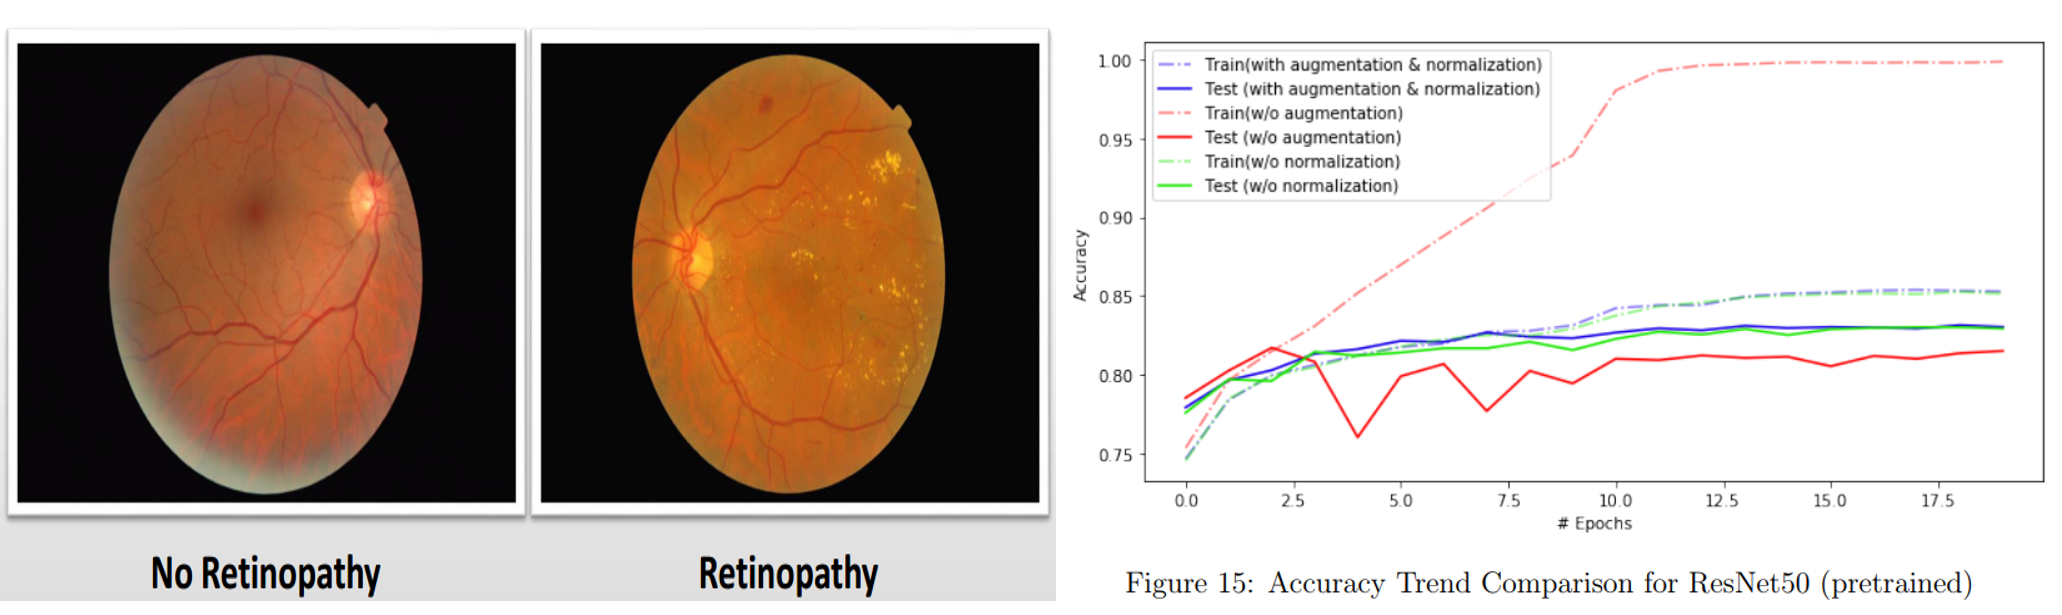 No Retinopathy
Retinopathy
Train(with augmentation & normalization)
Test (with augmentation & normalization)
Train(w/o augmentation)
Test (w/o augmentation)
Train(w/o normalization)
Test (w/o normalization)
1.00
0.95
0.90
0.85
0.80
0.75
Accuracy
0.0 2.5 5.0 7.5 10.0 12.5 15.0 17.5
# Epochs
Figure 15: Accuracy Trend Comparison for ResNet50 (pretrained)